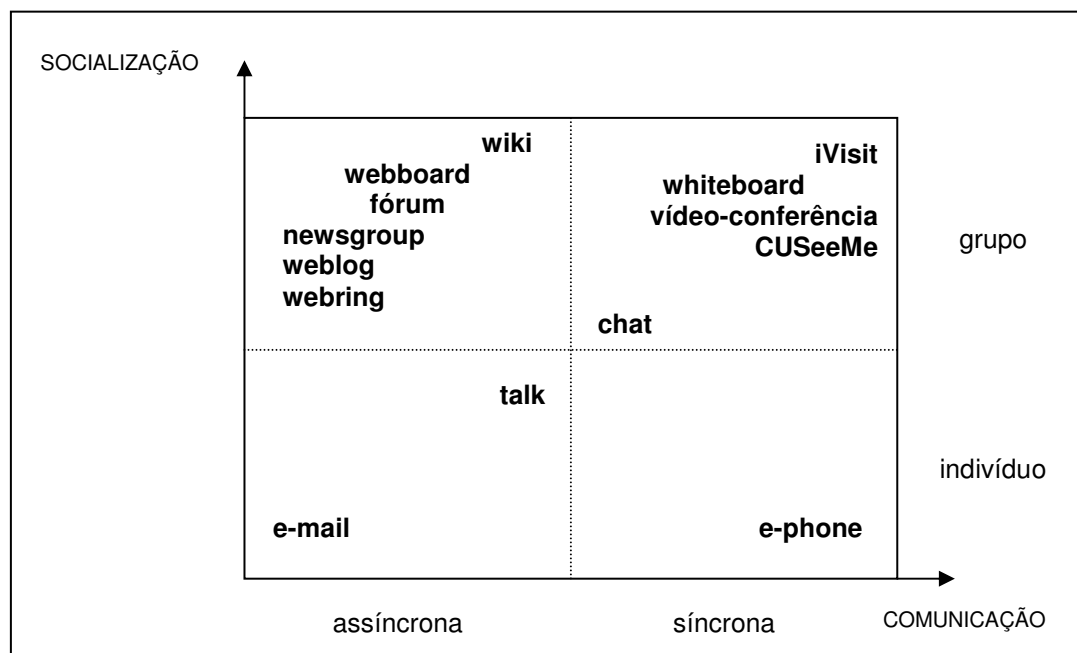 SOCIALIZAÇÃO
wiki
webboard
fórum
newsgroup
weblog
webring
iVisit
whiteboard
vídeo-conferência
CUSeeMe
chat
grupo
talk
indivíduo
e-mail
e-phone
assíncrona
síncrona
COMUNICAÇÃO